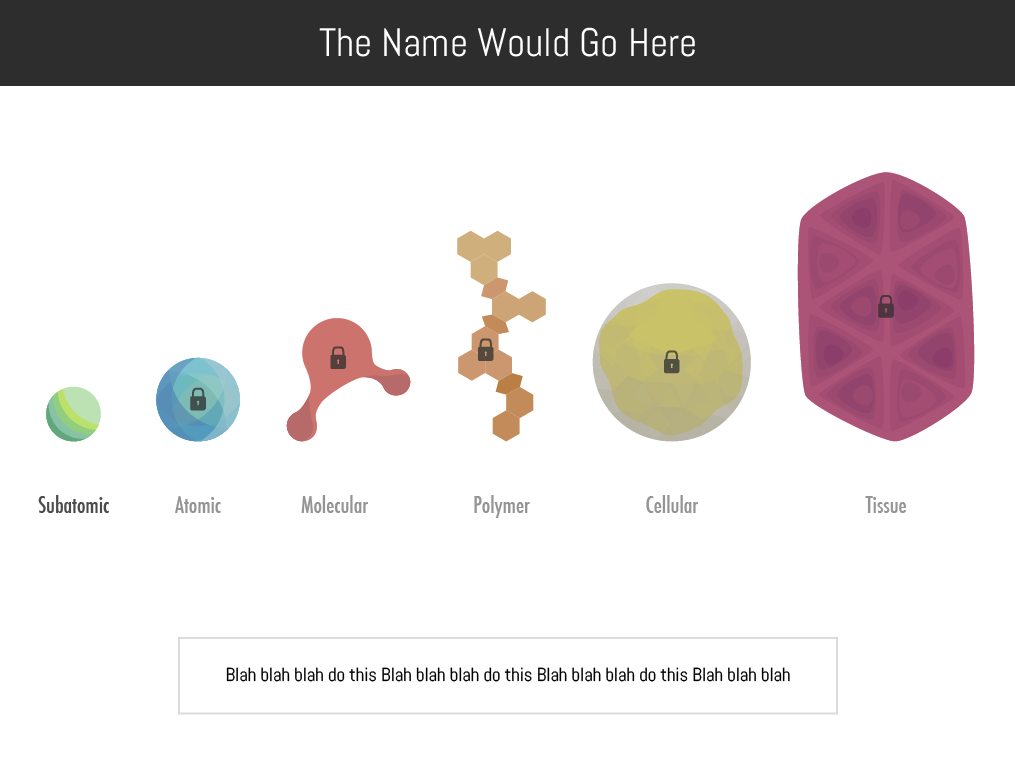 The Name Would Go Here
Subatomic Atomic Molecular Polymer Cellular Tissue
Blah blah blah do this Blah blah blah do this Blah blah blah do this Blah blah blah